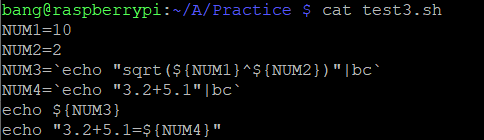 bang@raspberrypi:~/A/Practice $ cat test3.sh
NUM1=10
NUM2=2
NUM3=`echo "sqrt(${NUM1}^${NUM2})"|bc`
NUM4=`echo "3.2+5.1"|bc`
echo ${NUM3}
echo "3.2+5.1=${NUM4}"